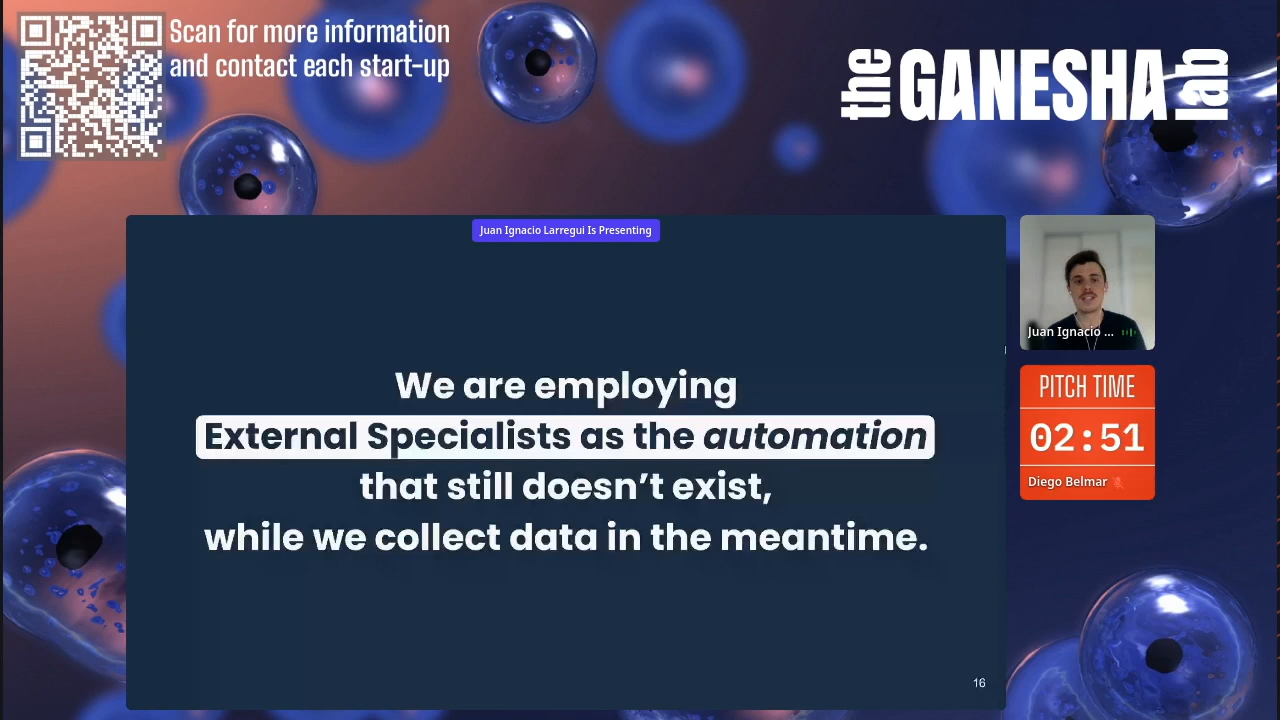 Scan for more information
and contact each start-up
the GANESHA lab
Juan Ignacio Larregui Is Presenting
We are employing
External Specialists as the automation
that still doesn't exist,
while we collect data in the meantime.
16
Juan Ignacio ...
PITCH TIME
02:51
Diego Belmar